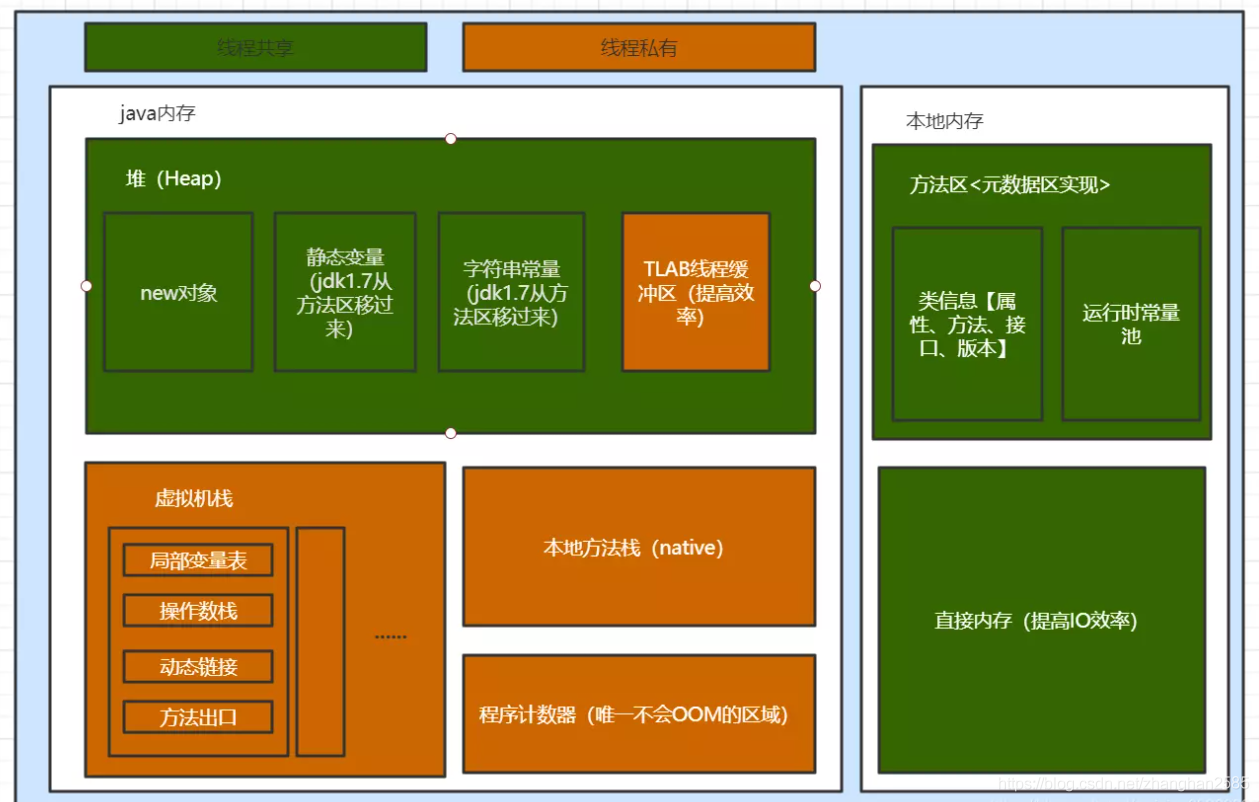 线程共享
线程私有
java内存
堆（Heap）
new对象
静态变量
（jdk1.7从
方法区移过
来）
字符串常量
（jdk1.7从方
法区移过来）
TLAB线程缓
冲区（提高效
率）
虚拟机栈
局部变量表
操作数栈
动态链接
方法出口
......
本地方法栈（native）
程序计数器（唯一不会OOM的区域）
本地内存
方法区<元数据区实现>
类信息【属
性、方法、接
口、版本】
运行时常量
池
直接内存（提高IO效率）
https://blog.csdn.net/zhanghan2585